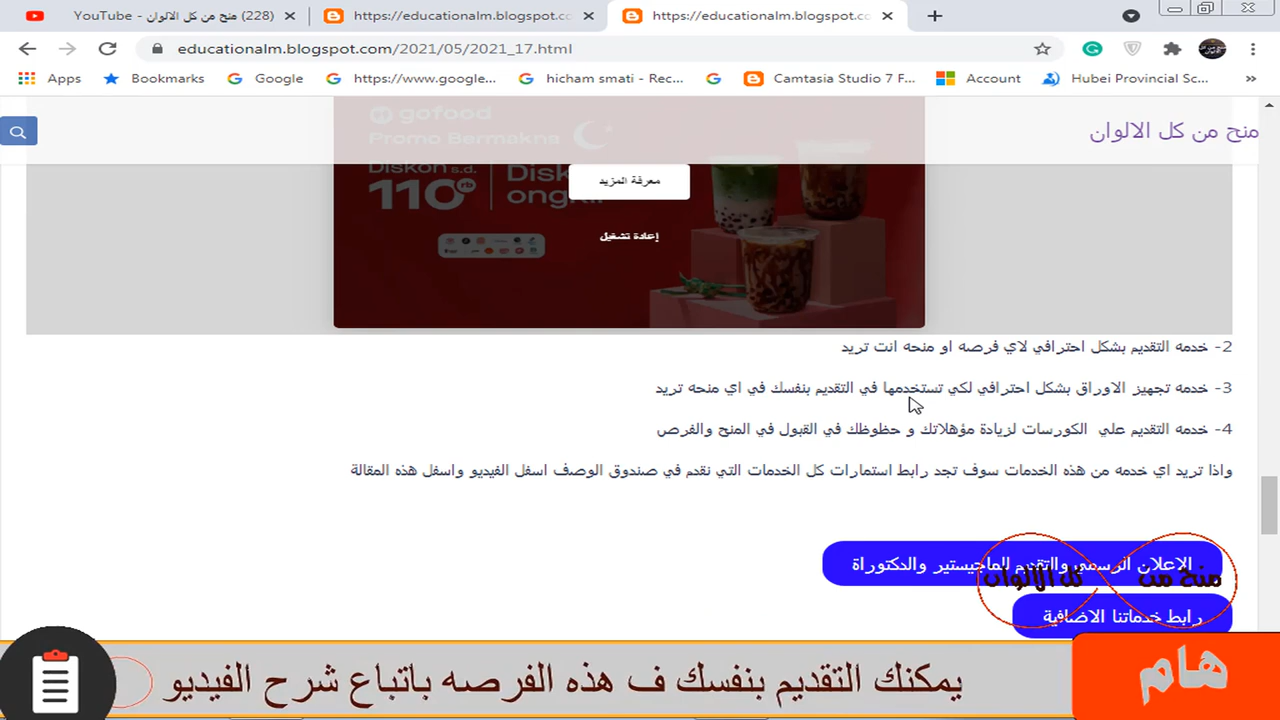 YouTube - منح من كل الالوان (228)
https://educationalm.blogspot.co
https://educationalm.blogspot.co
educationalm.blogspot.com/2021/05/2021_17.html
Apps Bookmarks Google https://www.google... hicham smati - Rec... Camtasia Studio 7 F... Account Hubei Provincial Sc... »
منح من كل الالوان
gofood
Promo Bermakna
Diskon s.d.
110rb
Disk
ongki
معرفة المزيد
إعادة تشغيل
2- خدمه التقديم بشكل احترافي لاي فرصه او منحه انت تريد
3- خدمه تجهيز الاوراق بشكل احترافي لكي تستخدمها في التقديم بنفسك في اي منحه تريد
4- خدمه التقديم علي الكورسات لزيادة مؤهلاتك و حظوظك في القبول في المنح والفرص
واذا تريد اي خدمه من هذه الخدمات سوف تجد رابط استمارات كل الخدمات التي نقدم في صندوق الوصف اسفل الفيديو واسفل هذه المقالة
الاعلان الرسمي والتقديم للماجيستير والدكتوراة
منح من كل الالوان
رابط خدماتنا الاضافية
هام
يمكنك التقديم بنفسك ف هذه الفرصه باتباع شرح الفيديو